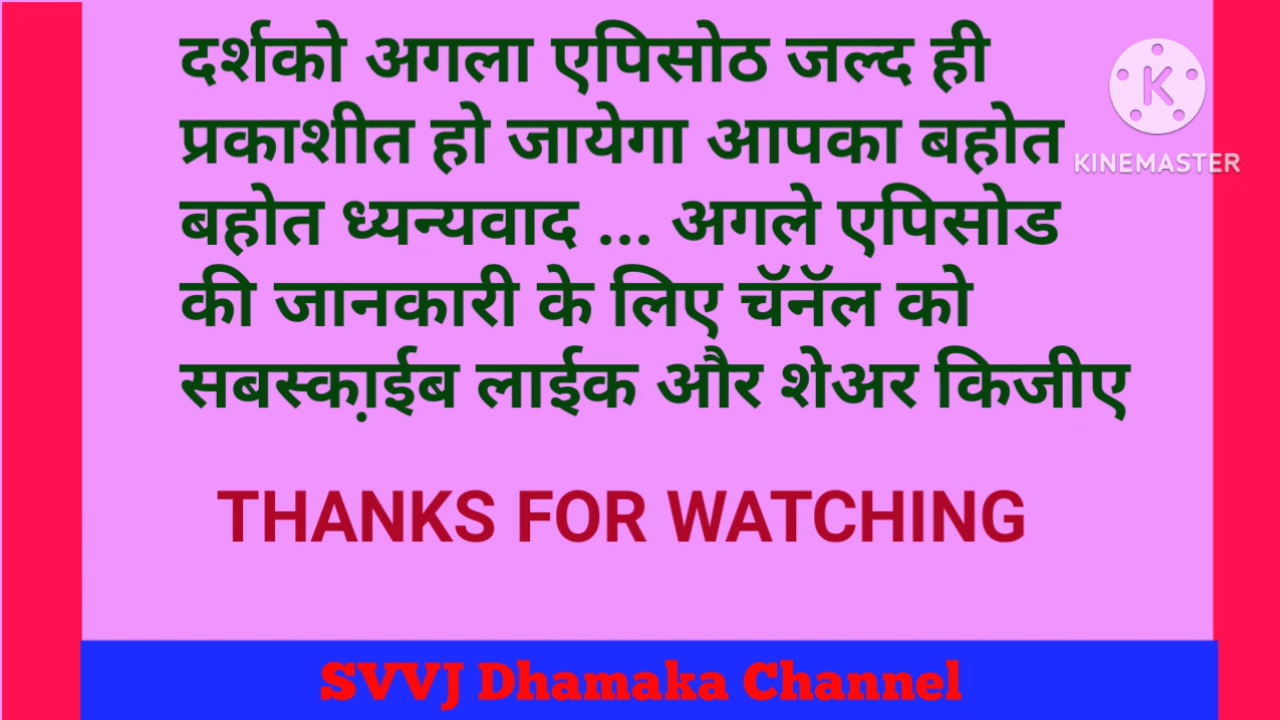 दर्शको अगला एपिसोठ जल्द ही
प्रकाशीत हो जायेगा आपका बहोत
बहोत ध्यन्यवाद ... अगले एपिसोड
की जानकारी के लिए चॅनॅल को
सबस्का़ईब लाईक और शेअर किजीए
K
KINEMASTER
THANKS FOR WATCHING
SVVJ Dhamaka Channel